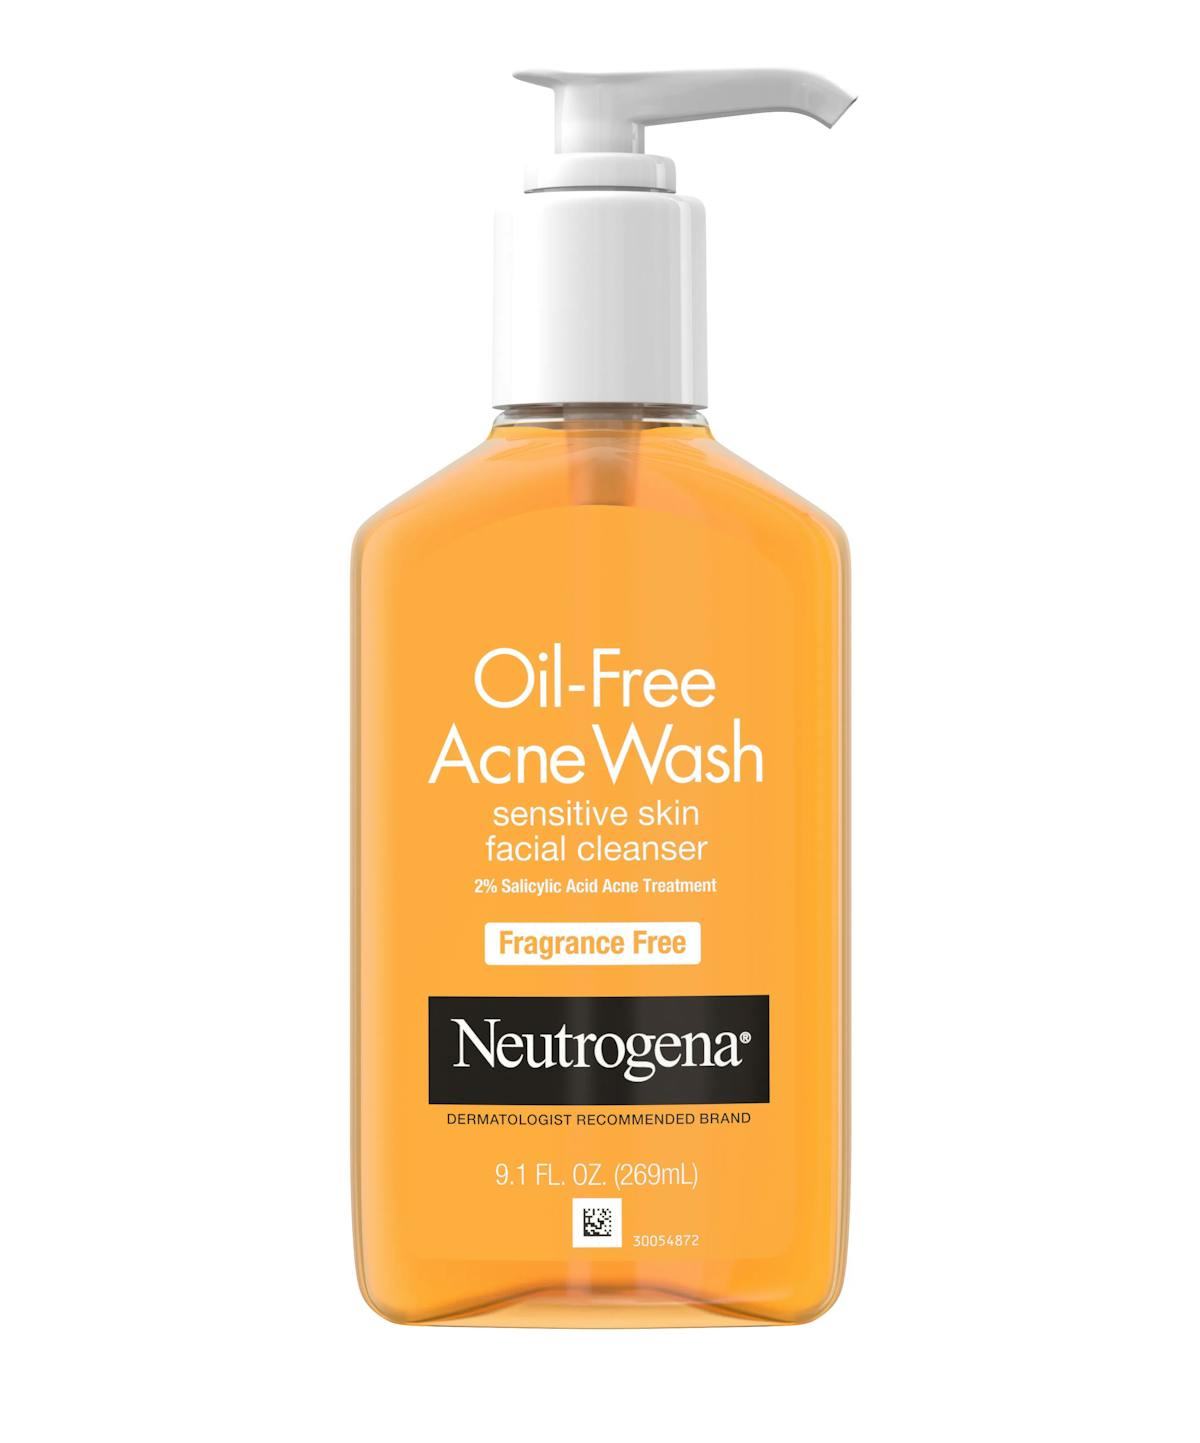 Oil-Free
Acne Wash
sensitive skin
facial cleanser
2% Salicylic Acid Acne Treatment
Fragrance Free
Neutrogena®
DERMATOLOGIST RECOMMENDED BRAND
9.1 FL. OZ. (269mL)
30054872